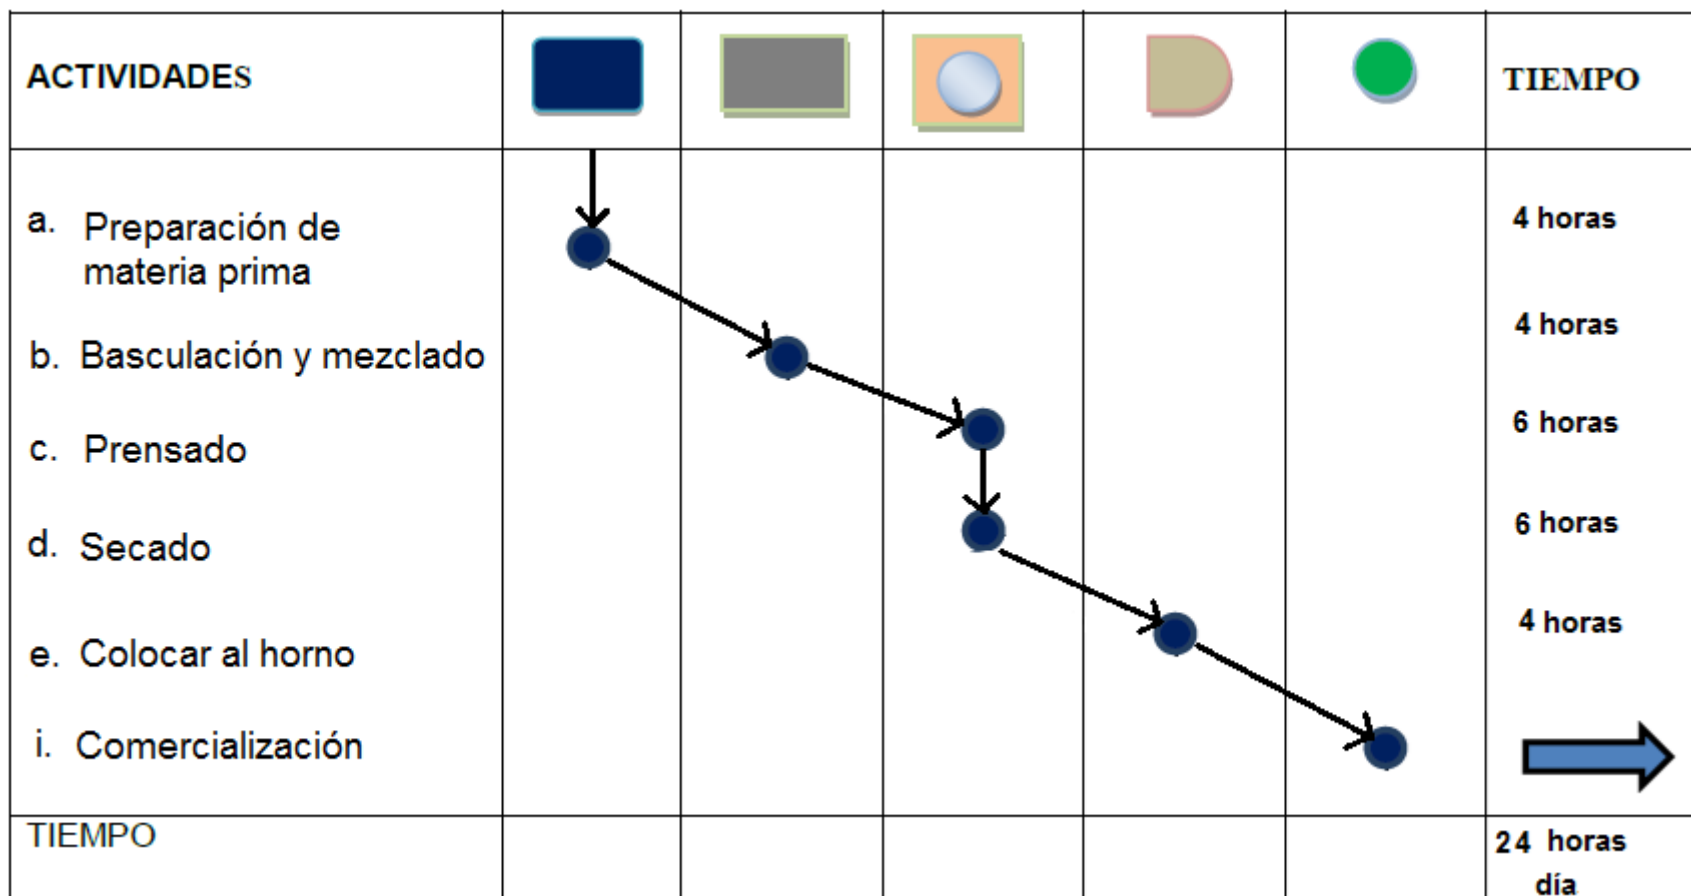 ACTIVIDADES
TIEMPO
a. Preparación de
materia prima
4 horas
b. Basculación y mezclado
4 horas
c. Prensado
6 horas
d. Secado
6 horas
e. Colocar al horno
4 horas
i. Comercialización
TIEMPO
24 horas
día